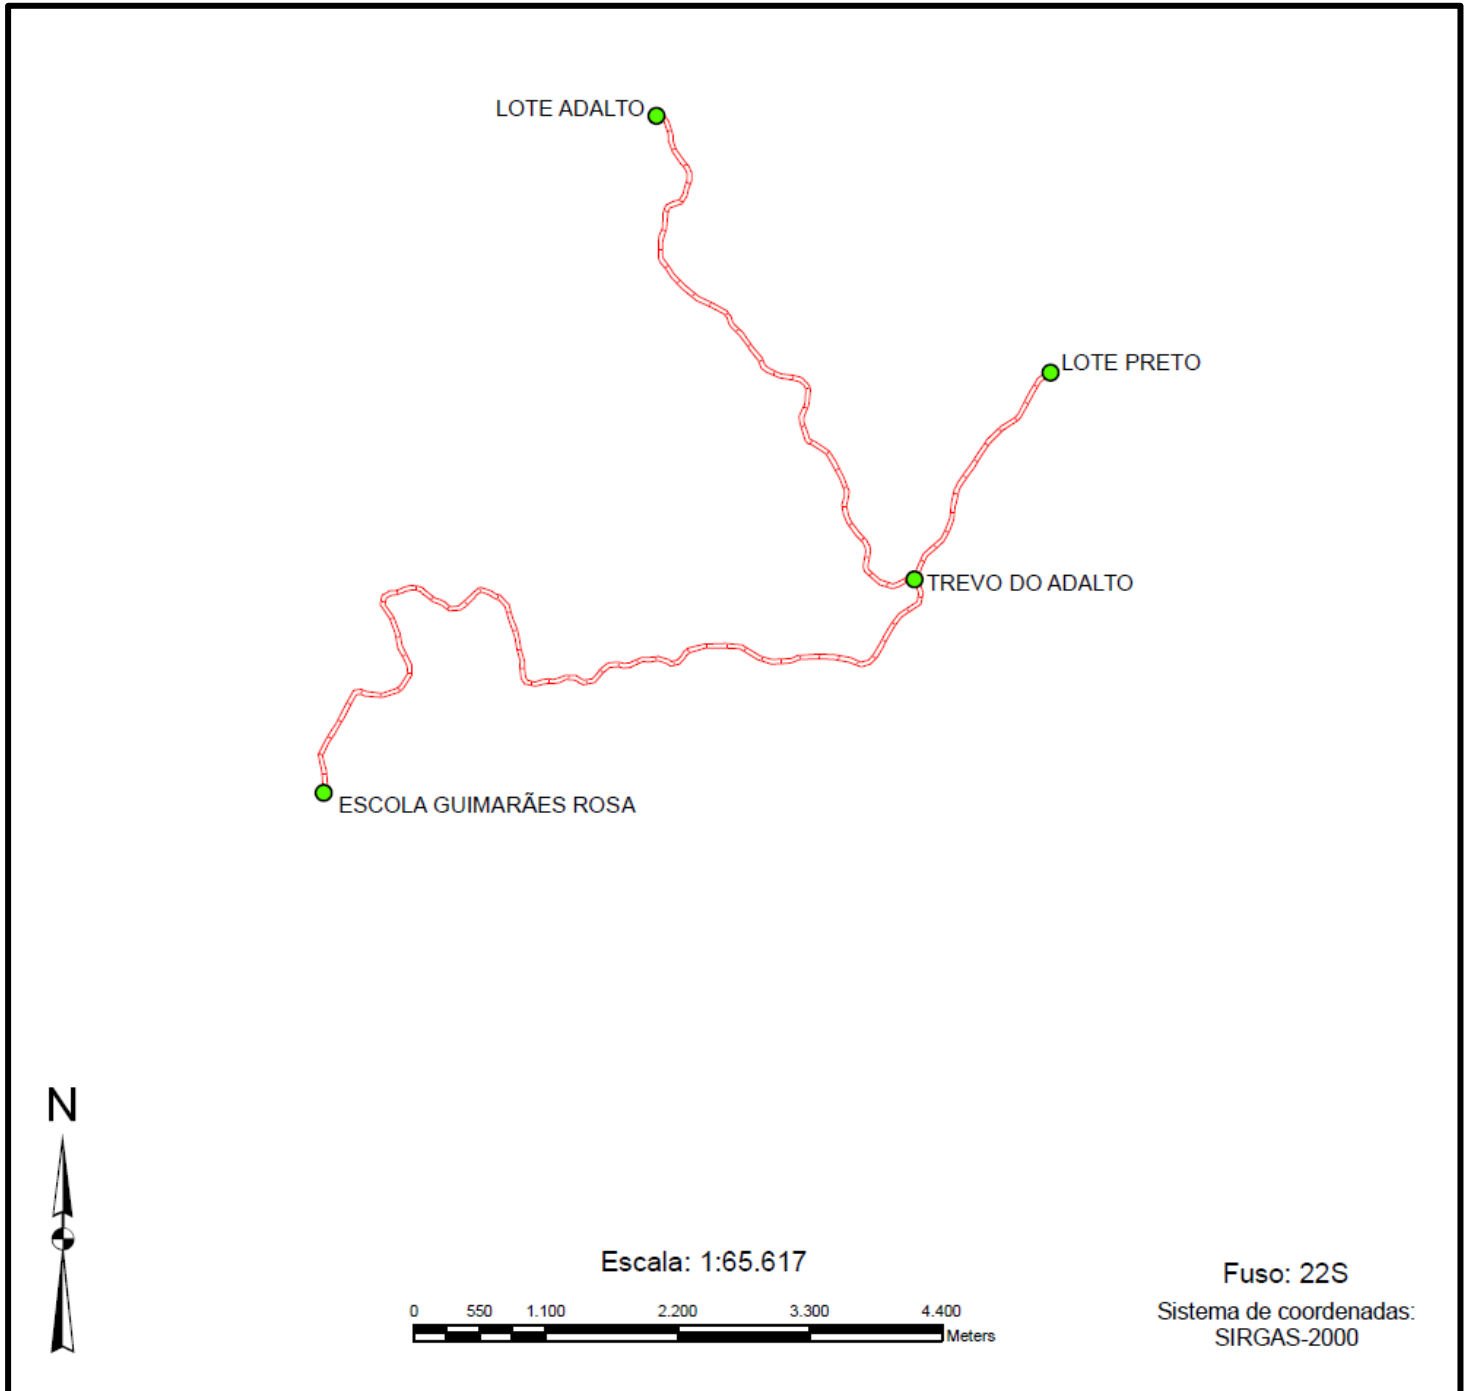 LOTE ADALTO
LOTE PRETO
TREVO DO ADALTO
ESCOLA GUIMARÃES ROSA
N
Escala: 1:65.617
0 550 1.100 2.200 3.300 4.400
Meters
Fuso: 22S
Sistema de coordenadas:
SIRGAS-2000